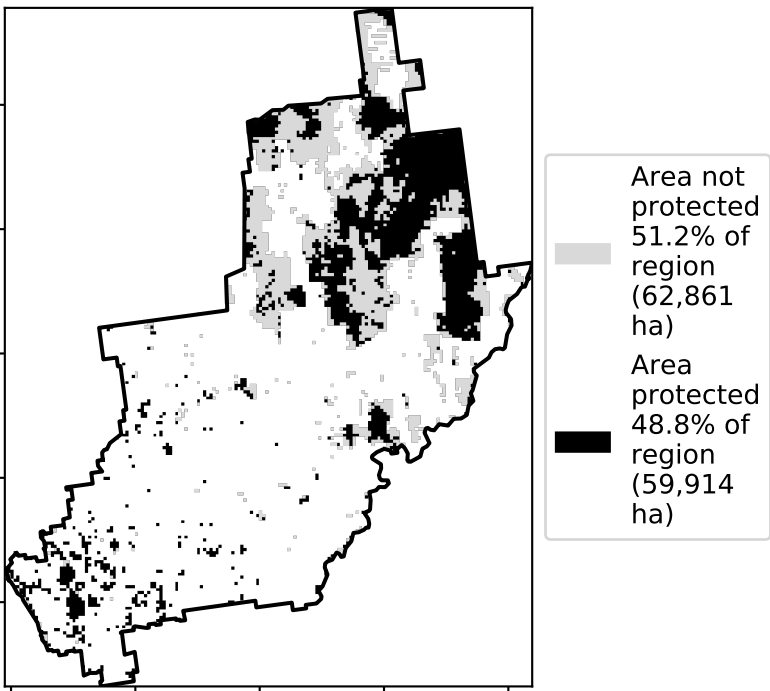 Area not
protected
51.2% of
region
(62,861
ha)
Area
protected
48.8% of
region
(59,914
ha)